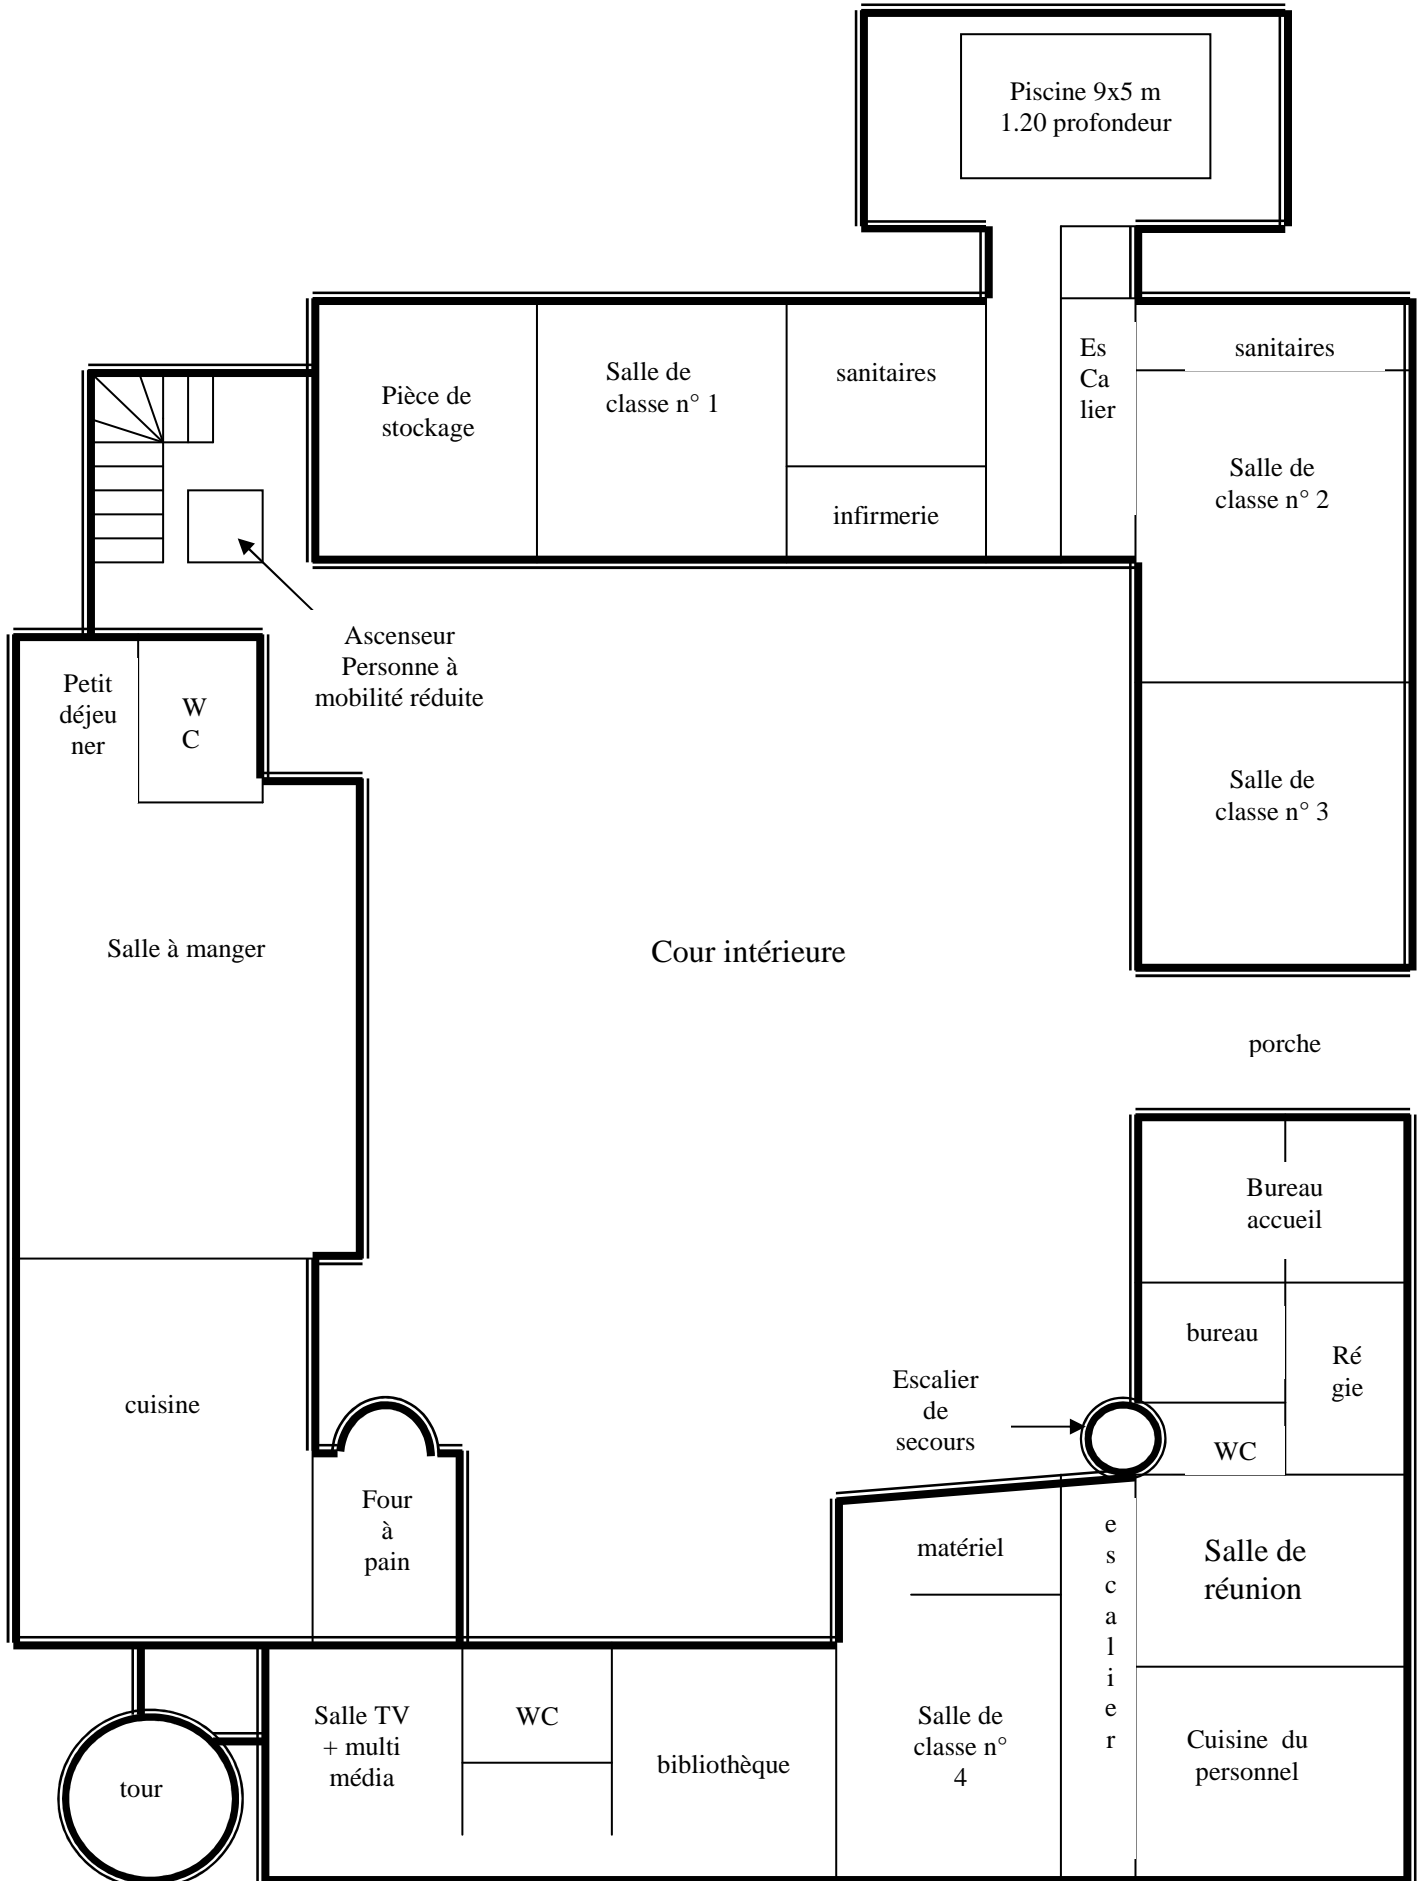 Piscine 9x5 m
1.20 profondeur
Pièce de
stockage
Salle de
classe n° 1
sanitaires
infirmerie
Es
Ca
lier
sanitaires
Salle de
classe n° 2
Ascenseur
Personne à
mobilité réduite
Petit
déjeu
ner
W
C
Salle de
classe n° 3
Salle à manger
Cour intérieure
porche
Bureau
accueil
bureau
Ré
gie
Escalier
de
secours
WC
cuisine
Four
à
pain
matériel
e
s
c
a
l
i
e
r
Salle de
réunion
Salle TV
+ multi
média
WC
bibliothèque
Salle de
classe n°
4
Cuisine du
personnel
tour